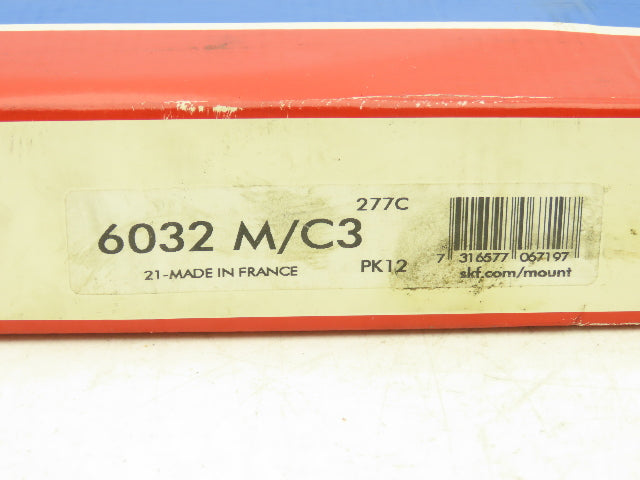 277C
6032 M/C3
21-MADE IN FRANCE
PK12
7 316577 067197
skf.com/mount